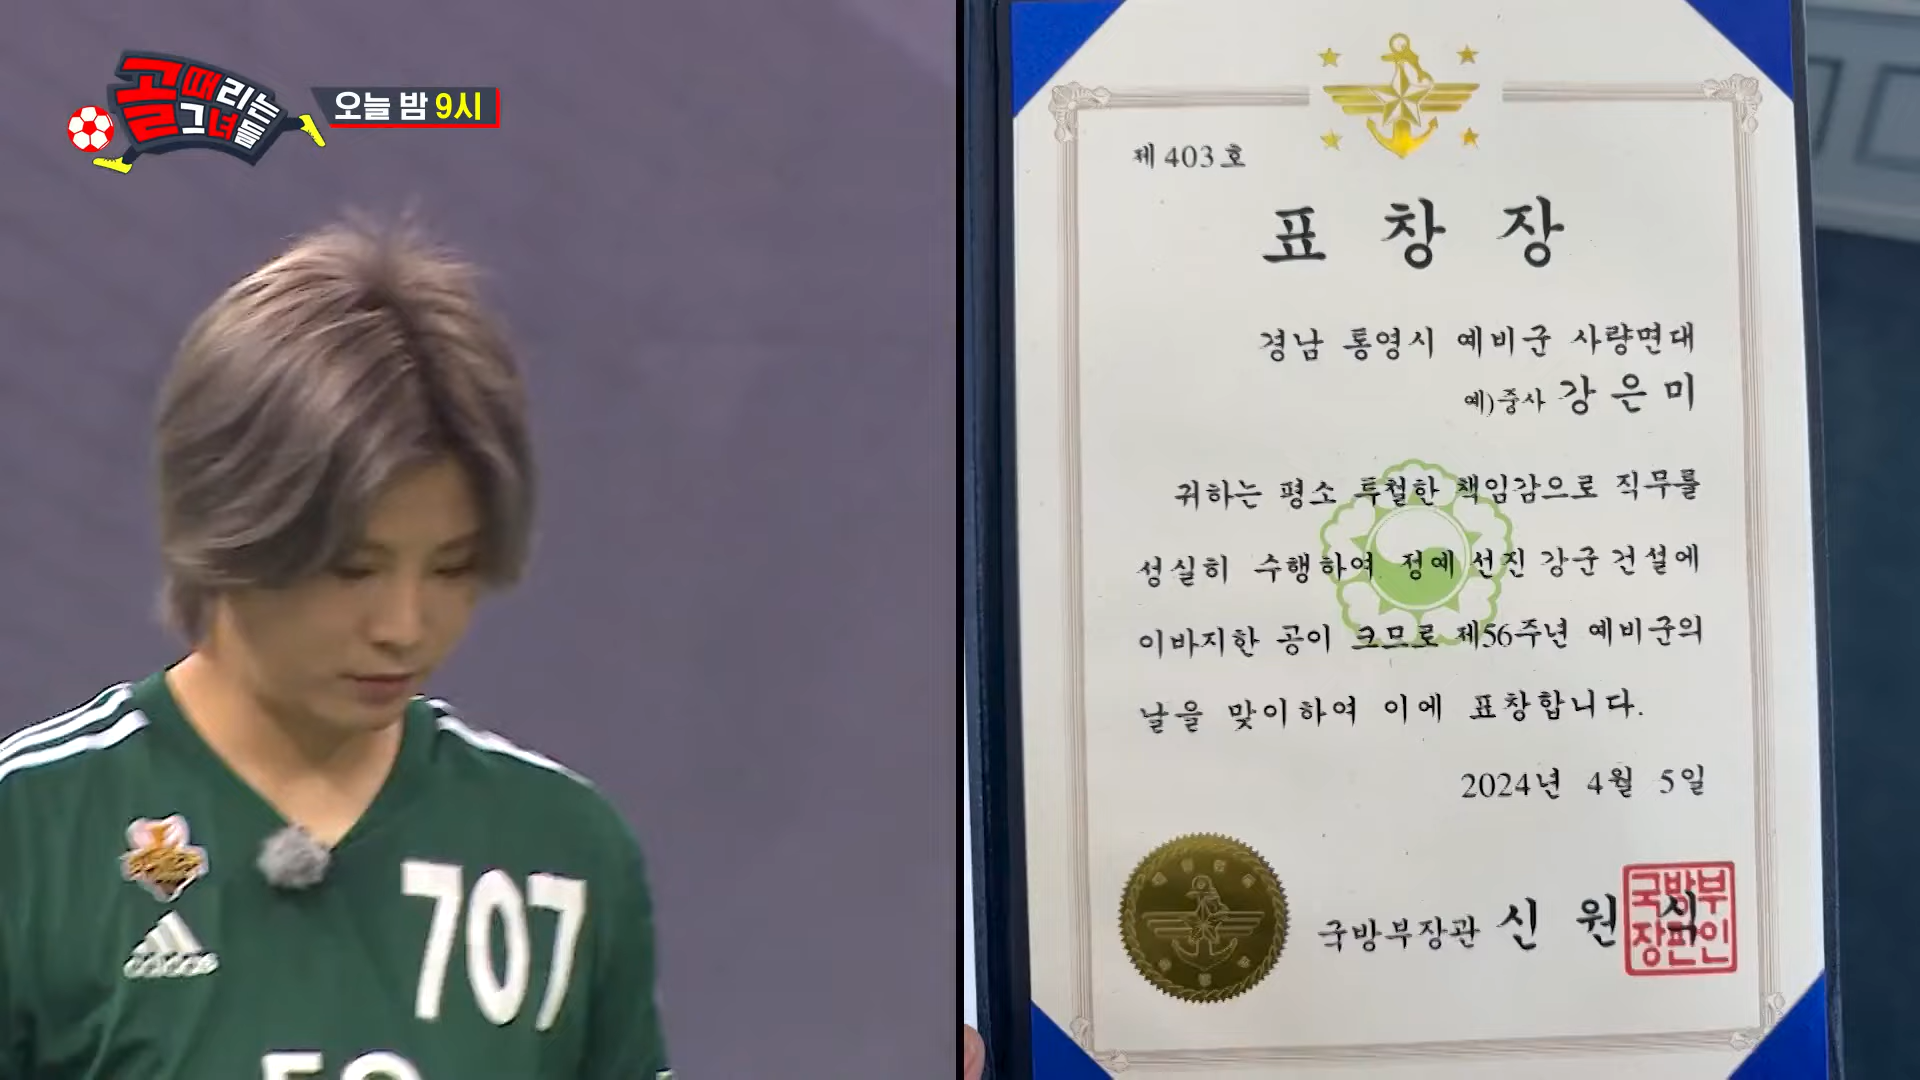 골때리는
그녀들
오늘 밤 9시
707
제 403 호
표 창 장
경남 통영시 예비군 사량면대
예)중사 강 은 미
귀하는 평소 투철한 책임감으로 직무를
성실히 수행하여 정예 선진 강군 건설에
이바지한 공이 크므로 제56주년 예비군의
날을 맞이하여 이에 표창합니다.
2024년 4월 5일
국방부장관 신 원 식
국방부
장관인